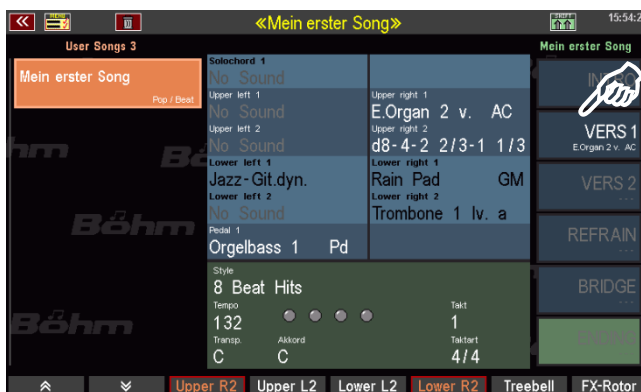 MENU
«Mein erster Song»
SHIFT
15:54:2
User Songs 3
Mein erster Song
Mein erster Song
Pop / Beat
Solochord 1
No Sound
Upper left 1
No Sound
Upper right 1
E.Organ 2 v. AC
Upper left 2
No Sound
Upper right 2
d8-4-2 2/3-1 1/3
Lower left 1
Jazz-Git.dyn.
Lower right 1
Rain Pad GM
Lower left 2
No Sound
Lower right 2
Trombone 1 lv. a
Pedal 1
Orgelbass 1 Pd
Style
8 Beat Hits
Tempo
132
Takt
1
Transp.
C
Akkord
C
Taktart
4/4
VERS 1
E.Organ 2 v. AC
VERS 2
---
REFRAIN
---
BRIDGE
---
ENDING
Böhm
Böhm
Upper R2 Upper L2 Lower L2 Lower R2 Treebell FX-Rotor